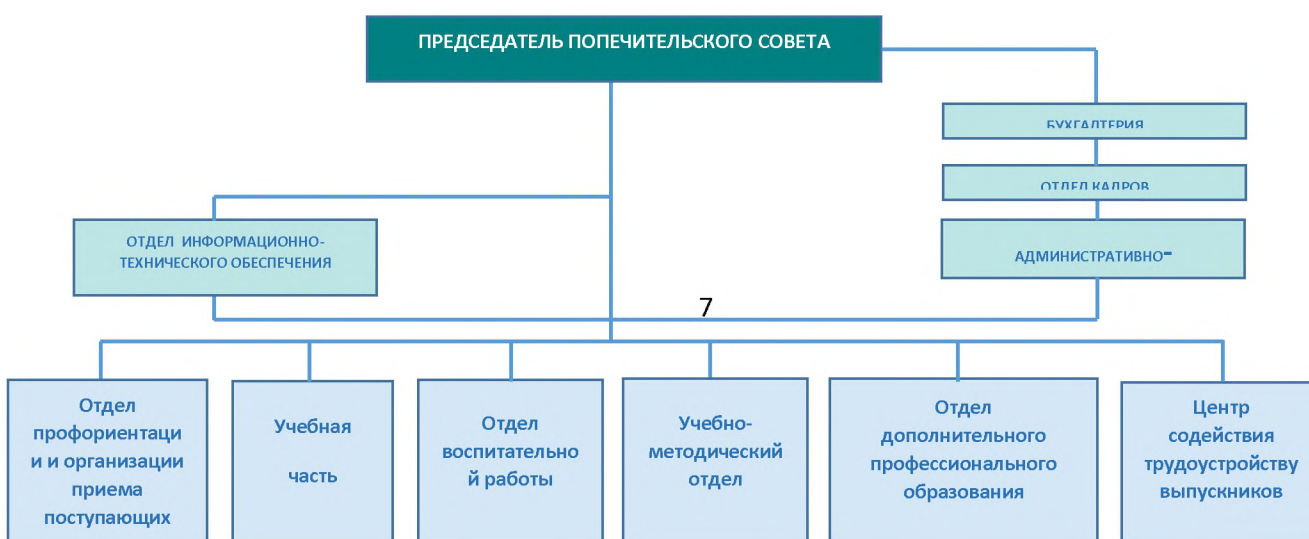 ПРЕДСЕДАТЕЛЬ ПОПЕЧИТЕЛЬСКОГО СОВЕТА
БУХГАЛТЕРИЯ
ОТДЕЛ КАДРОВ
ОТДЕЛ ИНФОРМАЦИОННО-
ТЕХНИЧЕСКОГО ОБЕСПЕЧЕНИЯ
АДМИНИСТРАТИВНО-
7
Отдел
профориентаци
и и организации
приема
поступающих
Учебная
часть
Отдел
воспитательно
й работы
Учебно-
методический
отдел
Отдел
дополнительного
профессионального
образования
Центр
содействия
трудоустройству
выпускников